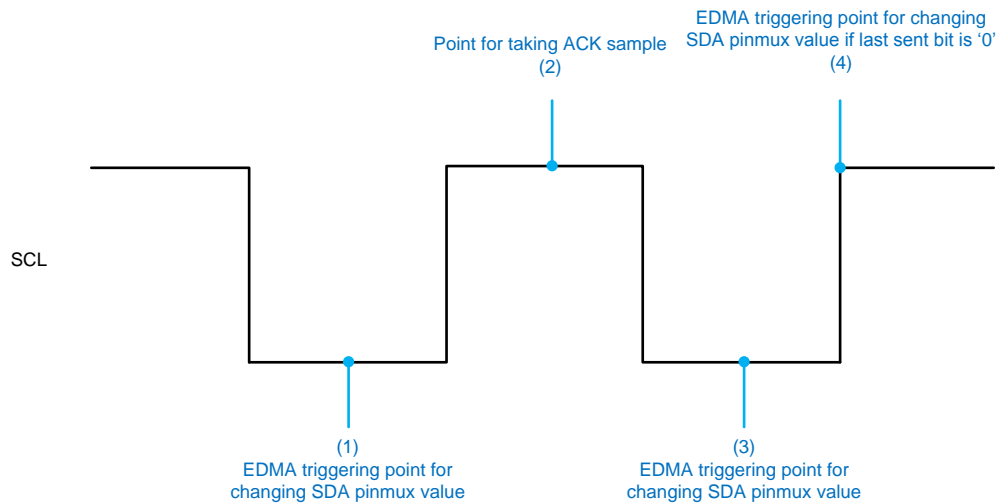 EDMA triggering point for changing
SDA pinmux value if last sent bit is ‘0’
(4)
Point for taking ACK sample
(2)
SCL
(1)
EDMA triggering point for
changing SDA pinmux value
(3)
EDMA triggering point for
changing SDA pinmux value